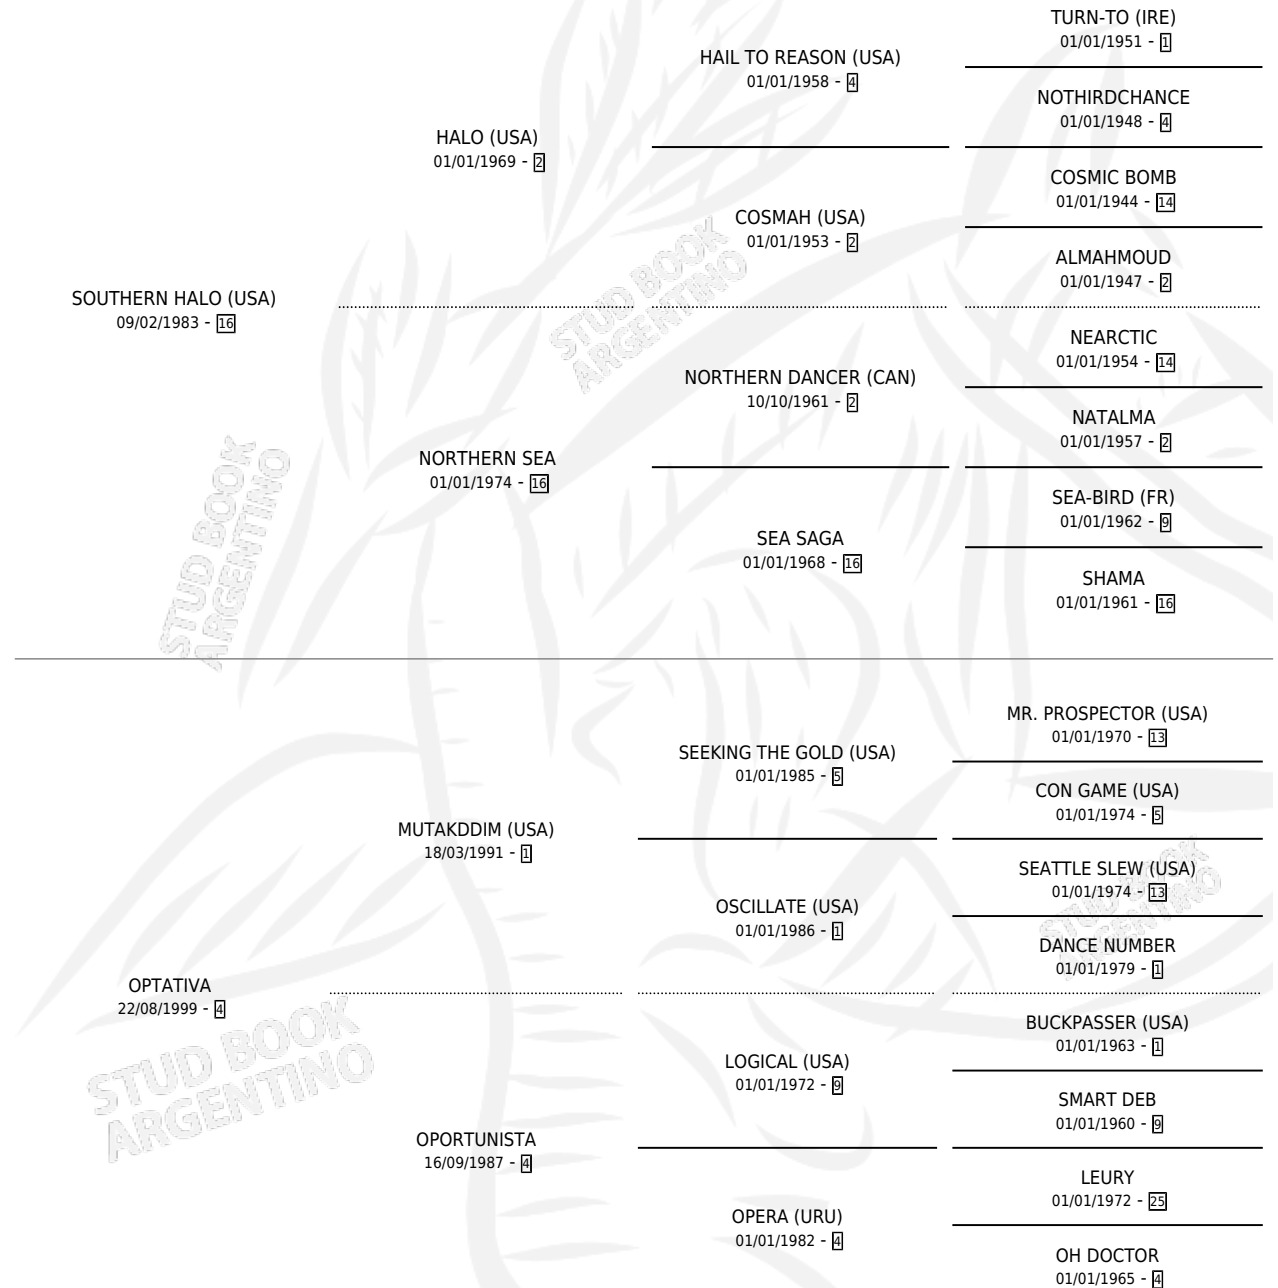 TURN-TO (IRE)
01/01/1951 - 1
HAIL TO REASON (USA)
01/01/1958 - 4
NOTHIRDCHANCE
01/01/1948 - 4
HALO (USA)
01/01/1969 - 2
COSMIC BOMB
01/01/1944 - 14
COSMAH (USA)
01/01/1953 - 2
ALMAHMOUD
01/01/1947 - 2
SOUTHERN HALO (USA)
09/02/1983 - 16
STUD BOOK
ARGENTINO
NEARCTIC
01/01/1954 - 14
NORTHERN DANCER (CAN)
10/10/1961 - 2
NATALMA
01/01/1957 - 2
NORTHERN SEA
01/01/1974 - 16
SEA-BIRD (FR)
01/01/1962 - 9
SEA SAGA
01/01/1968 - 16
SHAMA
01/01/1961 - 16
STUD BOOK
ARGENTINO
MR. PROSPECTOR (USA)
01/01/1970 - 13
SEEKING THE GOLD (USA)
01/01/1985 - 5
CON GAME (USA)
01/01/1974 - 5
MUTAKDDIM (USA)
18/03/1991 - 1
SEATTLE SLEW (USA)
01/01/1974 - 13
STUD BOOK
ARGENTINO
OSCILLATE (USA)
01/01/1986 - 1
DANCE NUMBER
01/01/1979 - 1
OPTATIVA
22/08/1999 - 4
STUD BOOK
ARGENTINO
BUCKPASSER (USA)
01/01/1963 - 1
LOGICAL (USA)
01/01/1972 - 9
SMART DEB
01/01/1960 - 9
OPORTUNISTA
16/09/1987 - 4
LEURY
01/01/1972 - 25
OPERA (URU)
01/01/1982 - 4
OH DOCTOR
01/01/1965 - 4